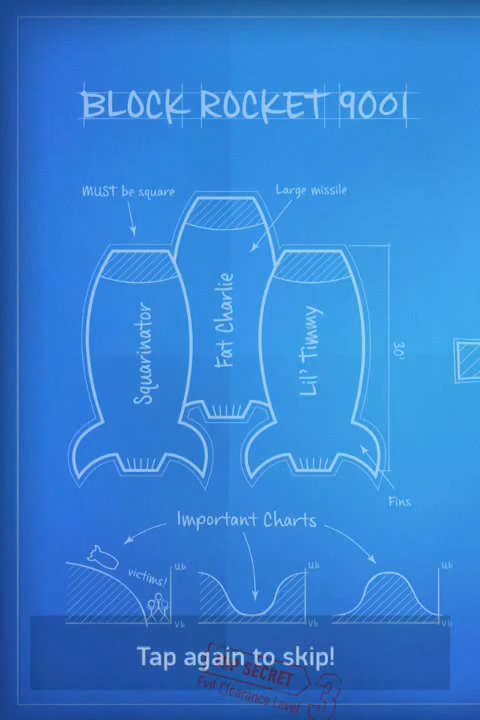 BLOCK ROCKET 9001
MUST be square
Large missile
Squarinator
Fat Charlie
Lil' Timmy
30'
Fins
Important Charts
victims!
Ub
Ub
Ub
Vb
Vb
Vb
Tap again to skip!
TOP SECRET
Evil Clearance Level